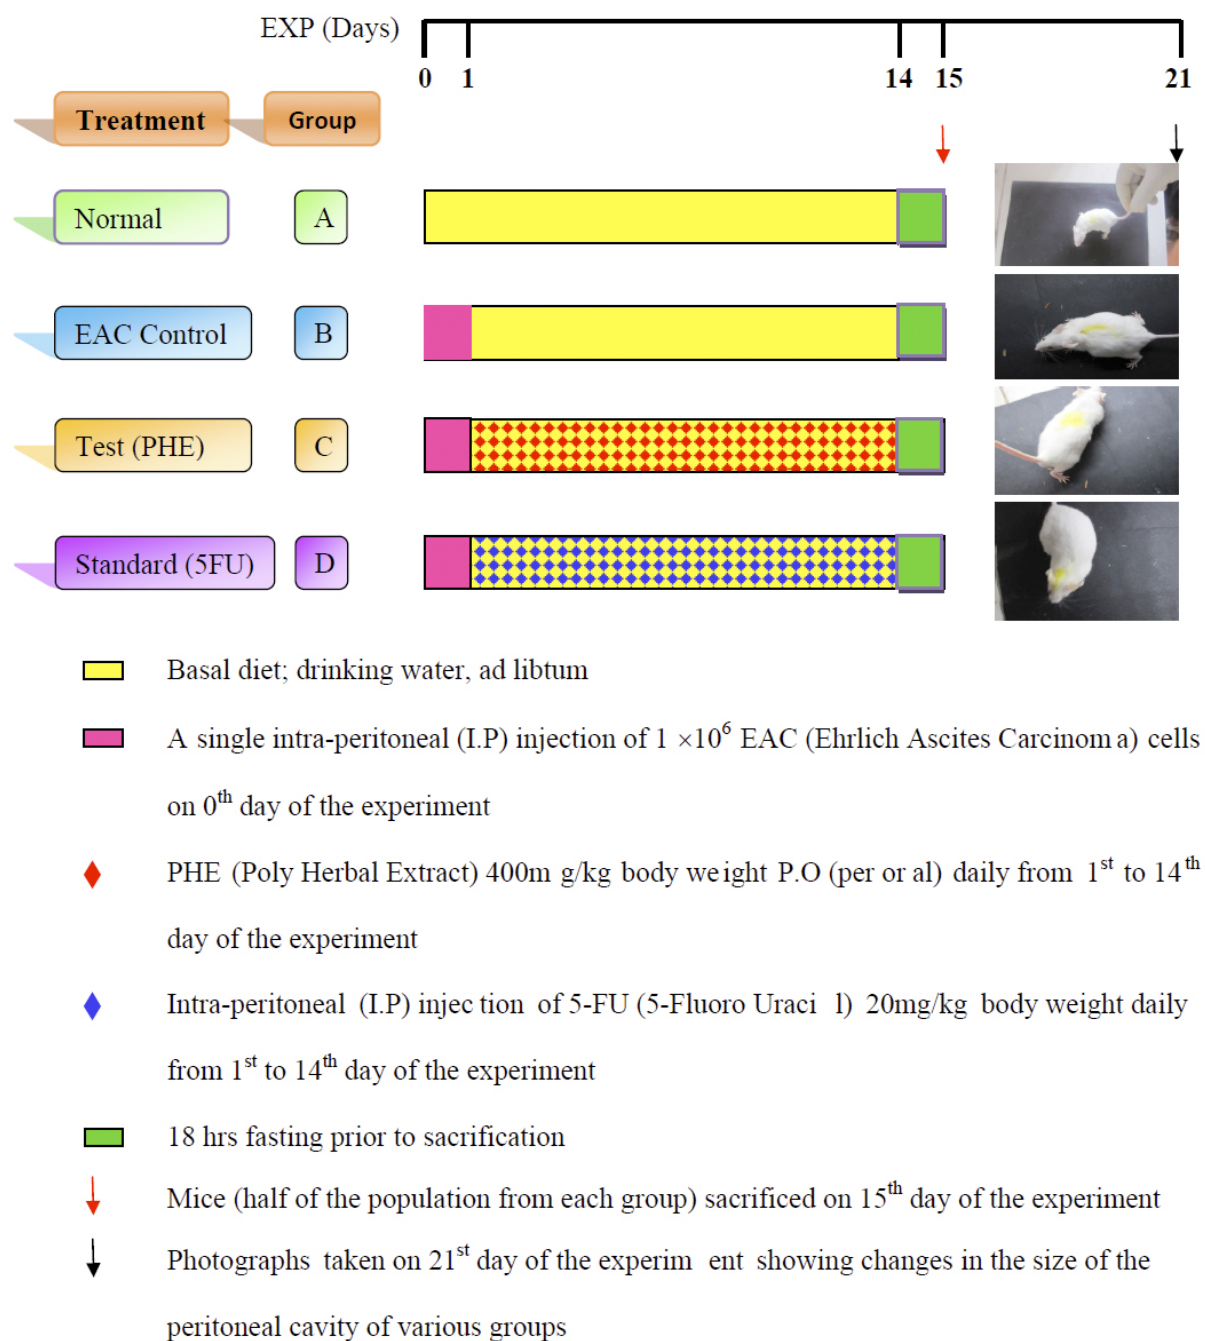 EXP (Days)
0 1 14 15 21
Treatment Group
Normal A
EAC Control B
Test (PHE) C
Standard (5FU) D
Basal diet; drinking water, ad libtum
A single intra-peritoneal (I.P) injection of 1 ×10⁶ EAC (Ehrlich Ascites Carcinom a) cells
on 0ᵗʰ day of the experiment
PHE (Poly Herbal Extract) 400m g/kg body we ight P.O (per or al) daily from 1ˢᵗ to 14ᵗʰ
day of the experiment
Intra-peritoneal (I.P) injec tion of 5-FU (5-Fluoro Uraci l) 20mg/kg body weight daily
from 1ˢᵗ to 14ᵗʰ day of the experiment
18 hrs fasting prior to sacrification
Mice (half of the population from each group) sacrificed on 15ᵗʰ day of the experiment
Photographs taken on 21ˢᵗ day of the experim ent showing changes in the size of the
peritoneal cavity of various groups